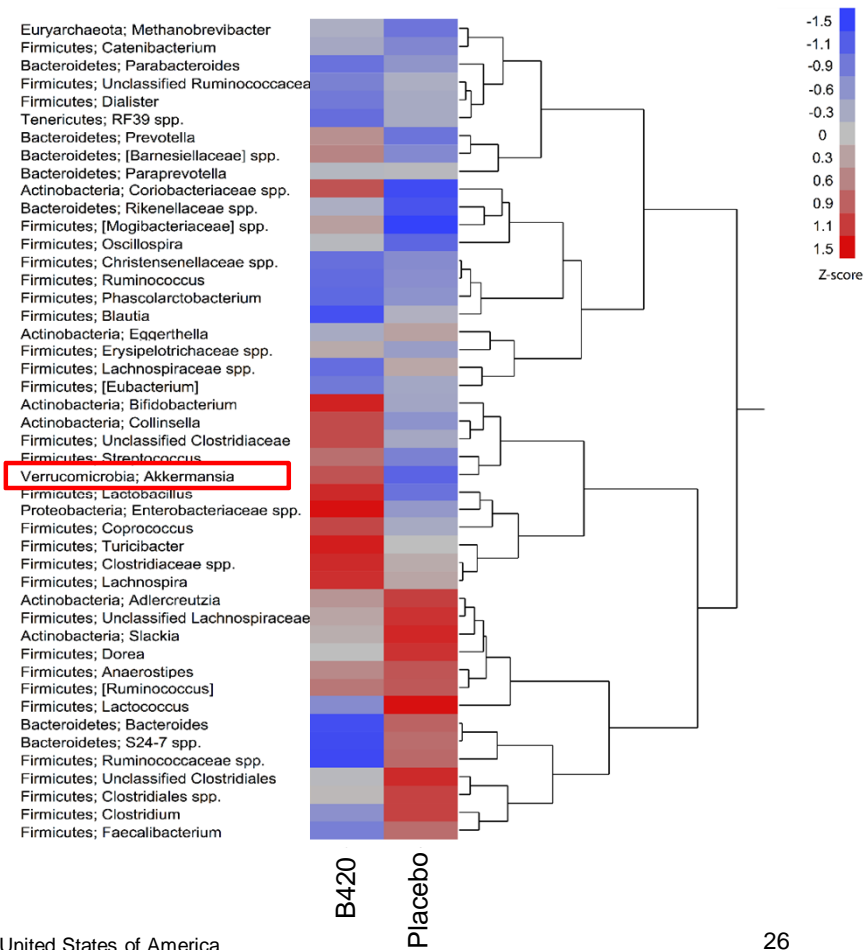 Euryarchaeota; Methanobrevibacter
Firmicutes; Catenibacterium
Bacteroidetes; Parabacteroides
Firmicutes; Unclassified Ruminococcacea
Firmicutes; Dialister
Tenericutes; RF39 spp.
Bacteroidetes; Prevotella
Bacteroidetes; [Barnesiellaceae] spp.
Bacteroidetes; Paraprevotella
Actinobacteria; Coriobacteriaceae spp.
Bacteroidetes; Rikenellaceae spp.
Firmicutes; [Mogibacteriaceae] spp.
Firmicutes; Oscillospira
Firmicutes; Christensenellaceae spp.
Firmicutes; Ruminococcus
Firmicutes; Phascolarctobacterium
Firmicutes; Blautia
Actinobacteria; Eggerthella
Firmicutes; Erysipelotrichaceae spp.
Firmicutes; Lachnospiraceae spp.
Firmicutes; [Eubacterium]
Actinobacteria; Bifidobacterium
Actinobacteria; Collinsella
Firmicutes; Unclassified Clostridiaceae
Firmicutes; Streptococcus
Verrucomicrobia; Akkermansia
Firmicutes; Lactobacillus
Proteobacteria; Enterobacteriaceae spp.
Firmicutes; Coprococcus
Firmicutes; Turicibacter
Firmicutes; Clostridiaceae spp.
Firmicutes; Lachnospira
Actinobacteria; Adlercreutzia
Firmicutes; Unclassified Lachnospiraceae
Actinobacteria; Slackia
Firmicutes; Dorea
Firmicutes; Anaerostipes
Firmicutes; [Ruminococcus]
Firmicutes; Lactococcus
Bacteroidetes; Bacteroides
Bacteroidetes; S24-7 spp.
Firmicutes; Ruminococcaceae spp.
Firmicutes; Unclassified Clostridiales
Firmicutes; Clostridiales spp.
Firmicutes; Clostridium
Firmicutes; Faecalibacterium
B420
Placebo
-1.5
-1.1
-0.9
-0.6
-0.3
0
0.3
0.6
0.9
1.1
1.5
Z-score
United States of America
26